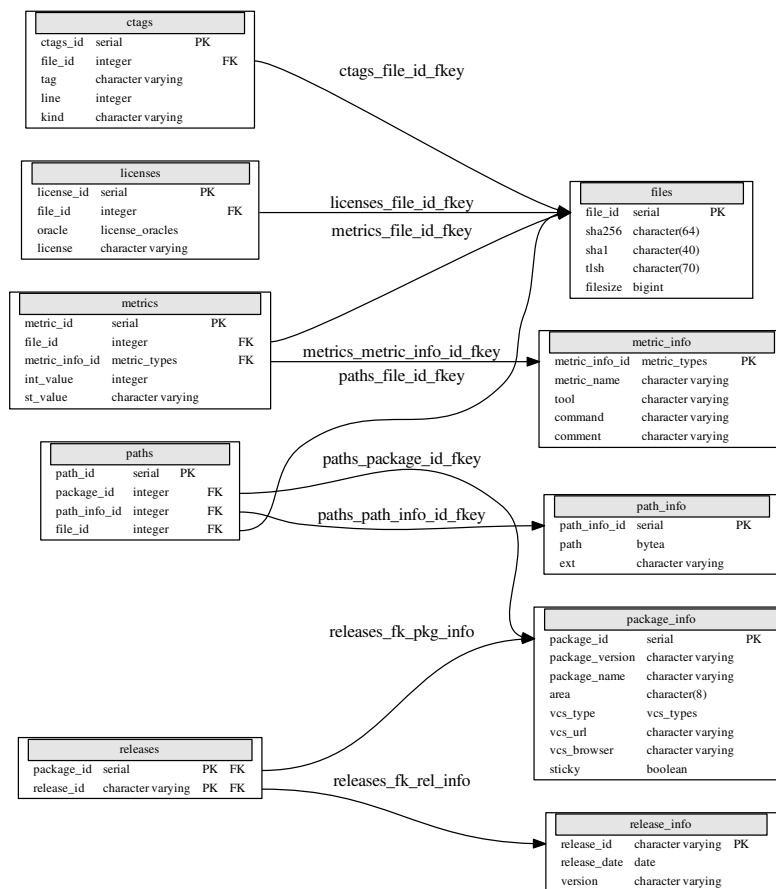 ctags
ctags_id serial PK
file_id integer FK
tag character varying
line integer
kind character varying
ctags_file_id_fkey
licenses
license_id serial PK
file_id integer FK
oracle license_oracles
license character varying
licenses_file_id_fkey
metrics_file_id_fkey
files
file_id serial PK
sha256 character(64)
sha1 character(40)
tlsh character(70)
filesize bigint
metrics
metric_id serial PK
file_id integer FK
metric_info_id metric_types FK
int_value integer
st_value character varying
metrics_metric_info_id_fkey
paths_file_id_fkey
metric_info
metric_info_id metric_types PK
metric_name character varying
tool character varying
command character varying
comment character varying
paths
path_id serial PK
package_id integer FK
path_info_id integer FK
file_id integer FK
paths_package_id_fkey
paths_path_info_id_fkey
path_info
path_info_id serial PK
path bytea
ext character varying
package_info
package_id serial PK
package_version character varying
package_name character varying
area character(8)
vcs_type vcs_types
vcs_url character varying
vcs_browser character varying
sticky boolean
releases_fk_pkg_info
releases
package_id serial PK FK
release_id character varying PK FK
releases_fk_rel_info
release_info
release_id character varying PK
release_date date
version character varying